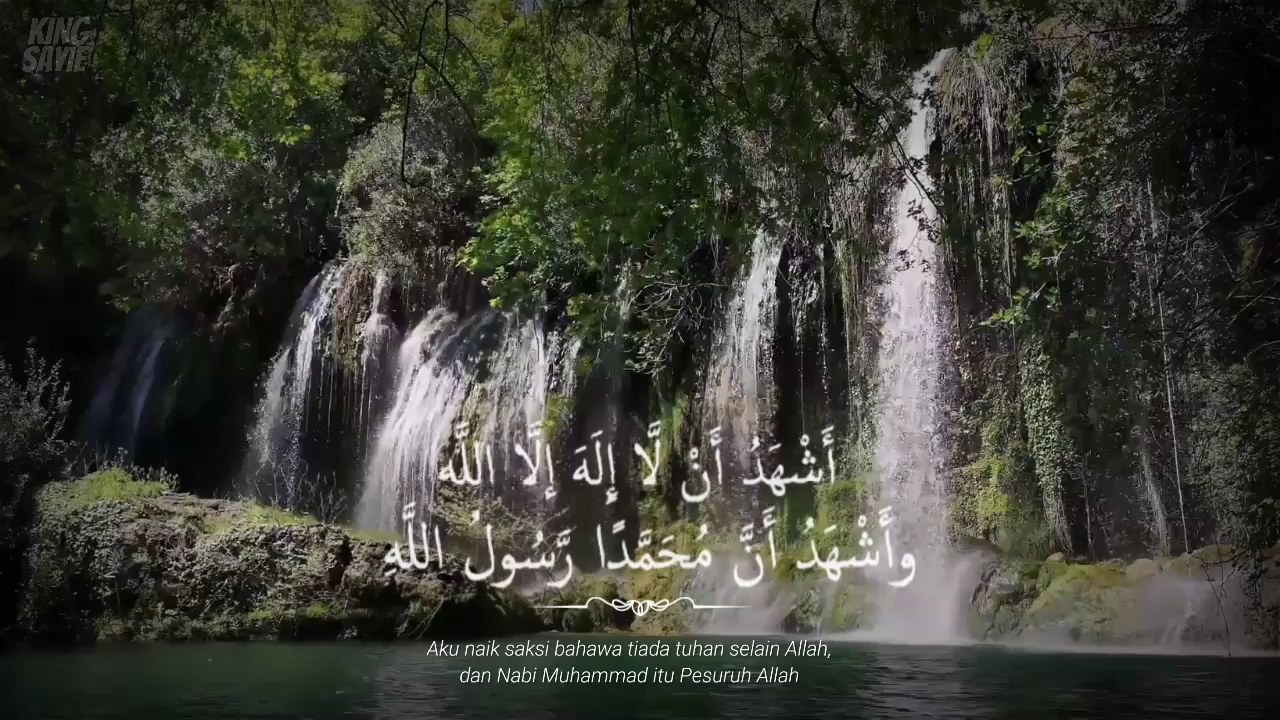 KING
SAVIE
أَشْهَدُ أَنْ لَّا إِلَهَ إِلَّا اللَّه
وأَشْهَدُ أَنَّ مُحَمَّدًا رَّسُولُ اللَّهِ
Aku naik saksi bahawa tiada tuhan selain Allah,
dan Nabi Muhammad itu Pesuruh Allah